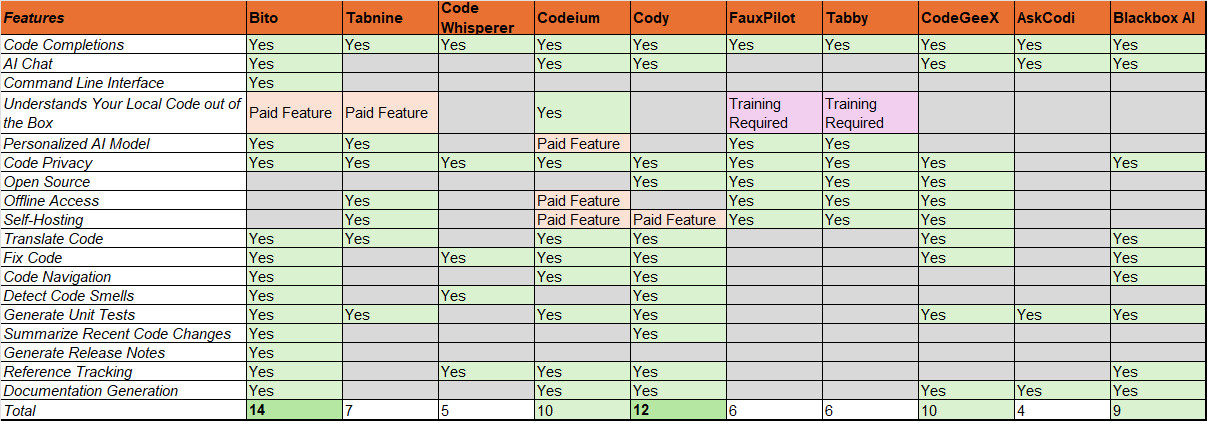 Features Bito Tabnine Code Whisperer Codeium Cody FauxPilot Tabby CodeGeeX AskCodi Blackbox AI
Code Completions Yes Yes Yes Yes Yes Yes Yes Yes Yes Yes
AI Chat Yes Yes Yes Yes Yes Yes
Command Line Interface Yes
Understands Your Local Code out of the Box Paid Feature Paid Feature Yes Training Required Training Required
Personalized AI Model Yes Yes Paid Feature Yes Yes
Code Privacy Yes Yes Yes Yes Yes Yes Yes Yes Yes
Open Source Yes Yes Yes Yes
Offline Access Yes Paid Feature Yes Yes Yes
Self-Hosting Yes Paid Feature Paid Feature Yes Yes Yes
Translate Code Yes Yes Yes Yes Yes Yes
Fix Code Yes Yes Yes Yes Yes Yes
Code Navigation Yes Yes Yes Yes
Detect Code Smells Yes Yes Yes
Generate Unit Tests Yes Yes Yes Yes Yes Yes Yes
Summarize Recent Code Changes Yes Yes
Generate Release Notes Yes
Reference Tracking Yes Yes Yes Yes Yes
Documentation Generation Yes Yes Yes Yes Yes Yes
Total 14 7 5 10 12 6 6 10 4 9